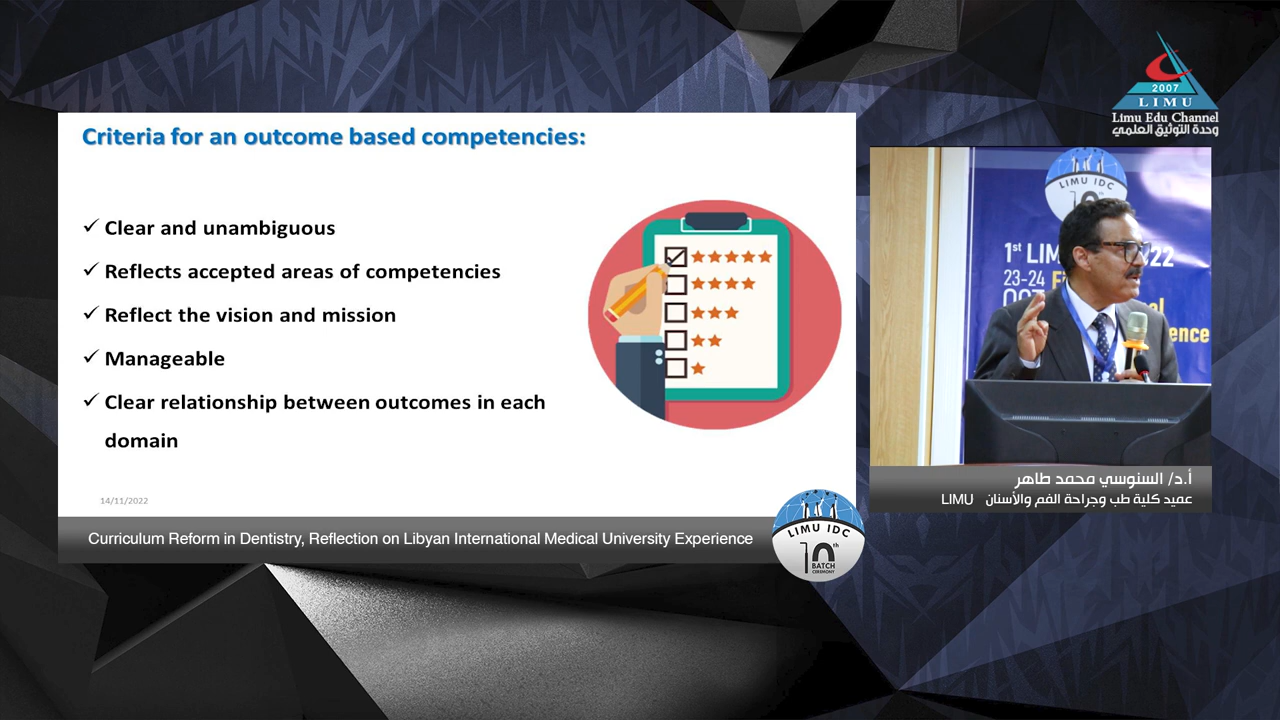 2007
LIMU
Limu Edu Channel
وحدة التوثيق العلمي
Criteria for an outcome based competencies:
✓ Clear and unambiguous
✓ Reflects accepted areas of competencies
✓ Reflect the vision and mission
✓ Manageable
✓ Clear relationship between outcomes in each
domain
14/11/2022
Curriculum Reform in Dentistry, Reflection on Libyan International Medical University Experience
LIMU IDC
10th
BATCH
CEREMONY
LIMU IDC
1st LIM 22
23-24
أ.د/ السنوسي محمد طاهر
عميد كلية طب وجراحة الفم والأسنان LIMU